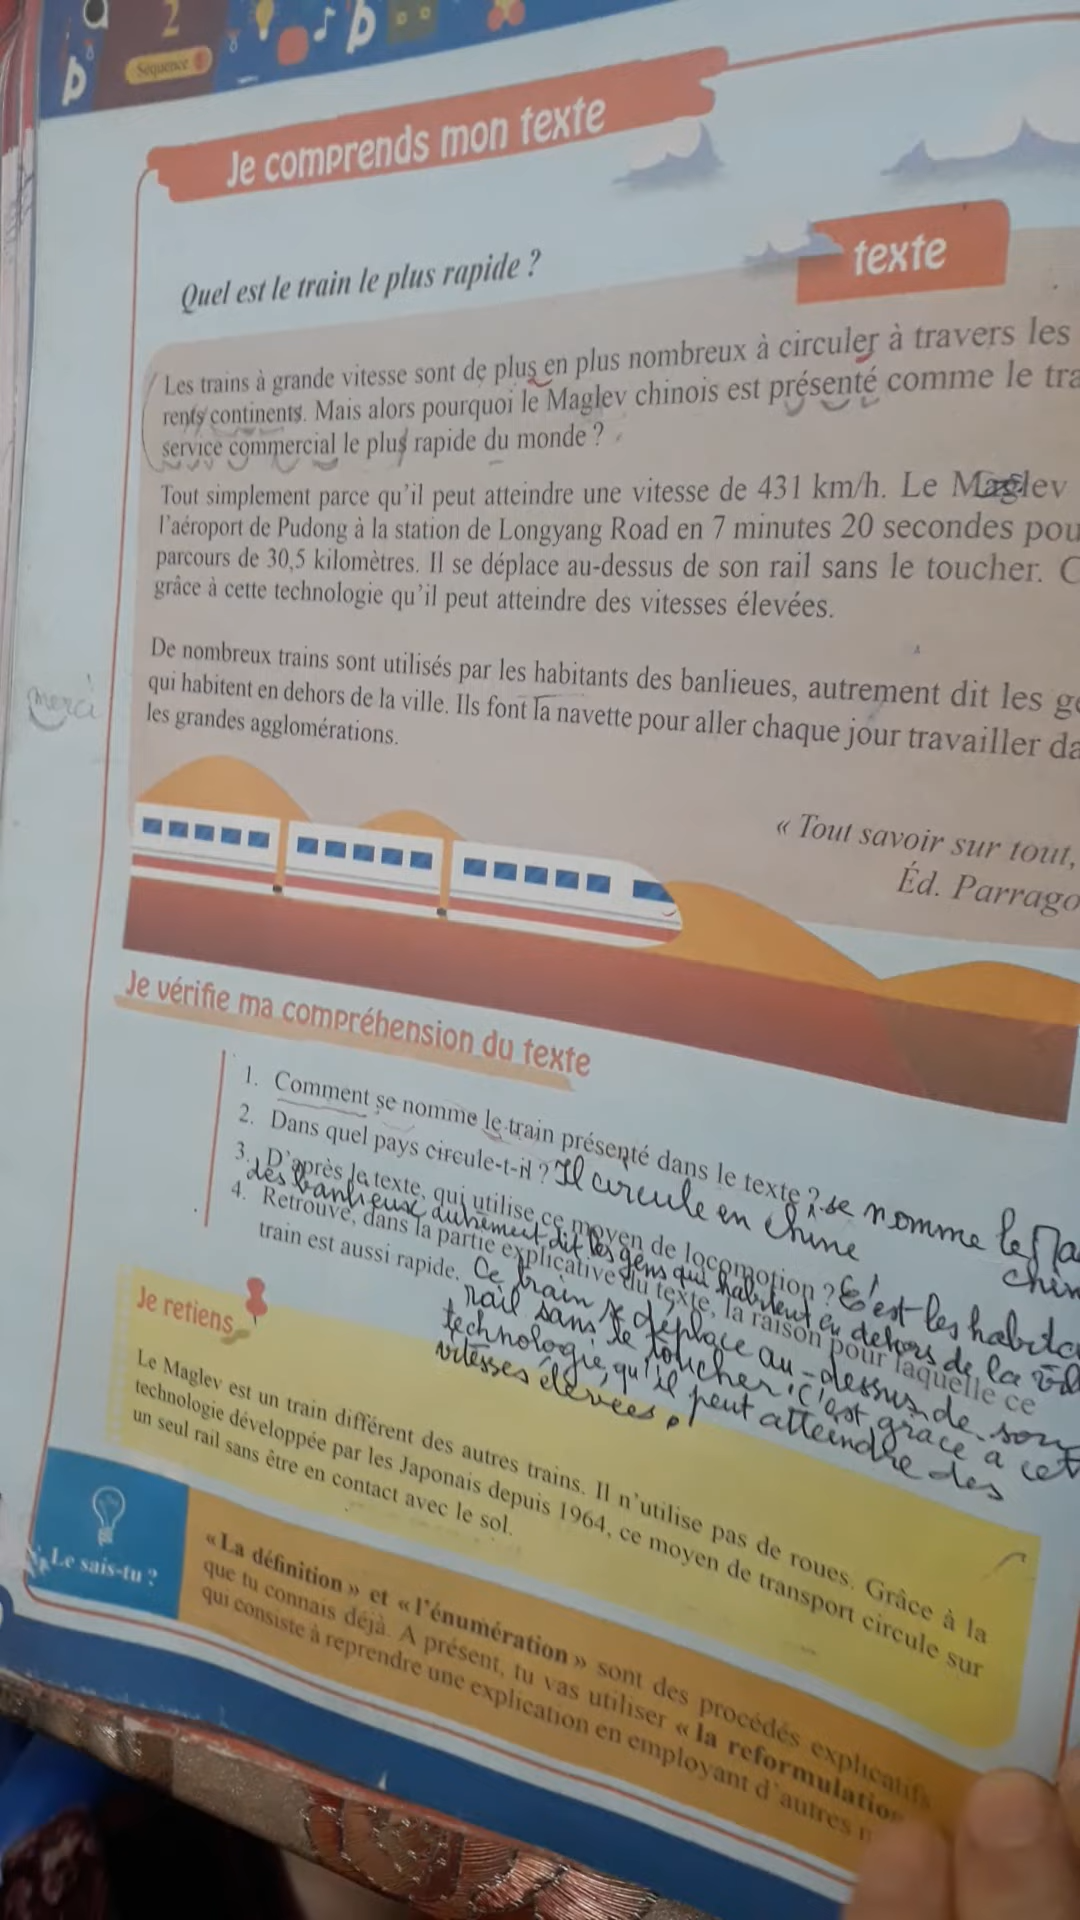 2
Séquence
Je comprends mon texte
Quel est le train le plus rapide ?
texte
Les trains à grande vitesse sont de plus en plus nombreux à circuler à travers les
rents continents. Mais alors pourquoi le Maglev chinois est présenté comme le tra
service commercial le plus rapide du monde ?
Tout simplement parce qu'il peut atteindre une vitesse de 431 km/h. Le Maglev
l'aéroport de Pudong à la station de Longyang Road en 7 minutes 20 secondes pou
parcours de 30,5 kilomètres. Il se déplace au-dessus de son rail sans le toucher. C
grâce à cette technologie qu'il peut atteindre des vitesses élevées.
De nombreux trains sont utilisés par les habitants des banlieues, autrement dit les ge
qui habitent en dehors de la ville. Ils font la navette pour aller chaque jour travailler da
les grandes agglomérations.
merci
« Tout savoir sur tout,
Éd. Parrago
Je vérifie ma compréhension du texte
1. Comment se nomme le train présenté dans le texte ? se nomme le Ma
chin
2. Dans quel pays circule-t-il ? Il circule en Chine
3. D'après le texte, qui utilise ce moyen de locomotion ? C'est les habita
des banlieues autrement dit les gens qui habitent en dehors de la vil
4. Retrouve, dans la partie explicative du texte, la raison pour laquelle ce
train est aussi rapide. Ce train se déplace au-dessus de son
rail sans le toucher. c'est grace à cet
technologie, qu'il peut atteindre des
vitesses élevées.
Je retiens
Le Maglev est un train différent des autres trains. Il n'utilise pas de roues. Grâce à la
technologie développée par les Japonais depuis 1964, ce moyen de transport circule sur
un seul rail sans être en contact avec le sol.
Le sais-tu ?
« La définition » et « l'énumération » sont des procédés explicatifs
que tu connais déjà. A présent, tu vas utiliser « la reformulation
qui consiste à reprendre une explication en employant d'autres m